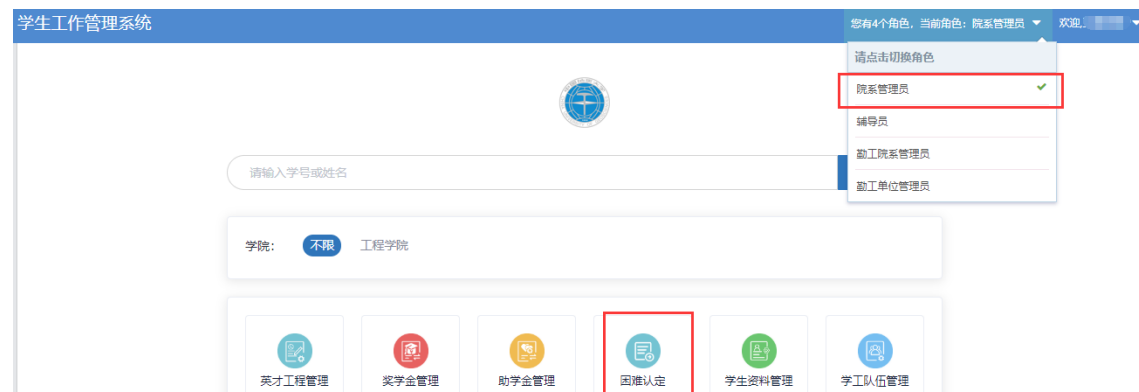 学生工作管理系统
您有4个角色，当前角色：院系管理员
欢迎,
请点击切换角色
院系管理员
辅导员
勤工院系管理员
勤工单位管理员
请输入学号或姓名
学院：
不限
工程学院
英才工程管理
奖学金管理
助学金管理
困难认定
学生资料管理
学工队伍管理